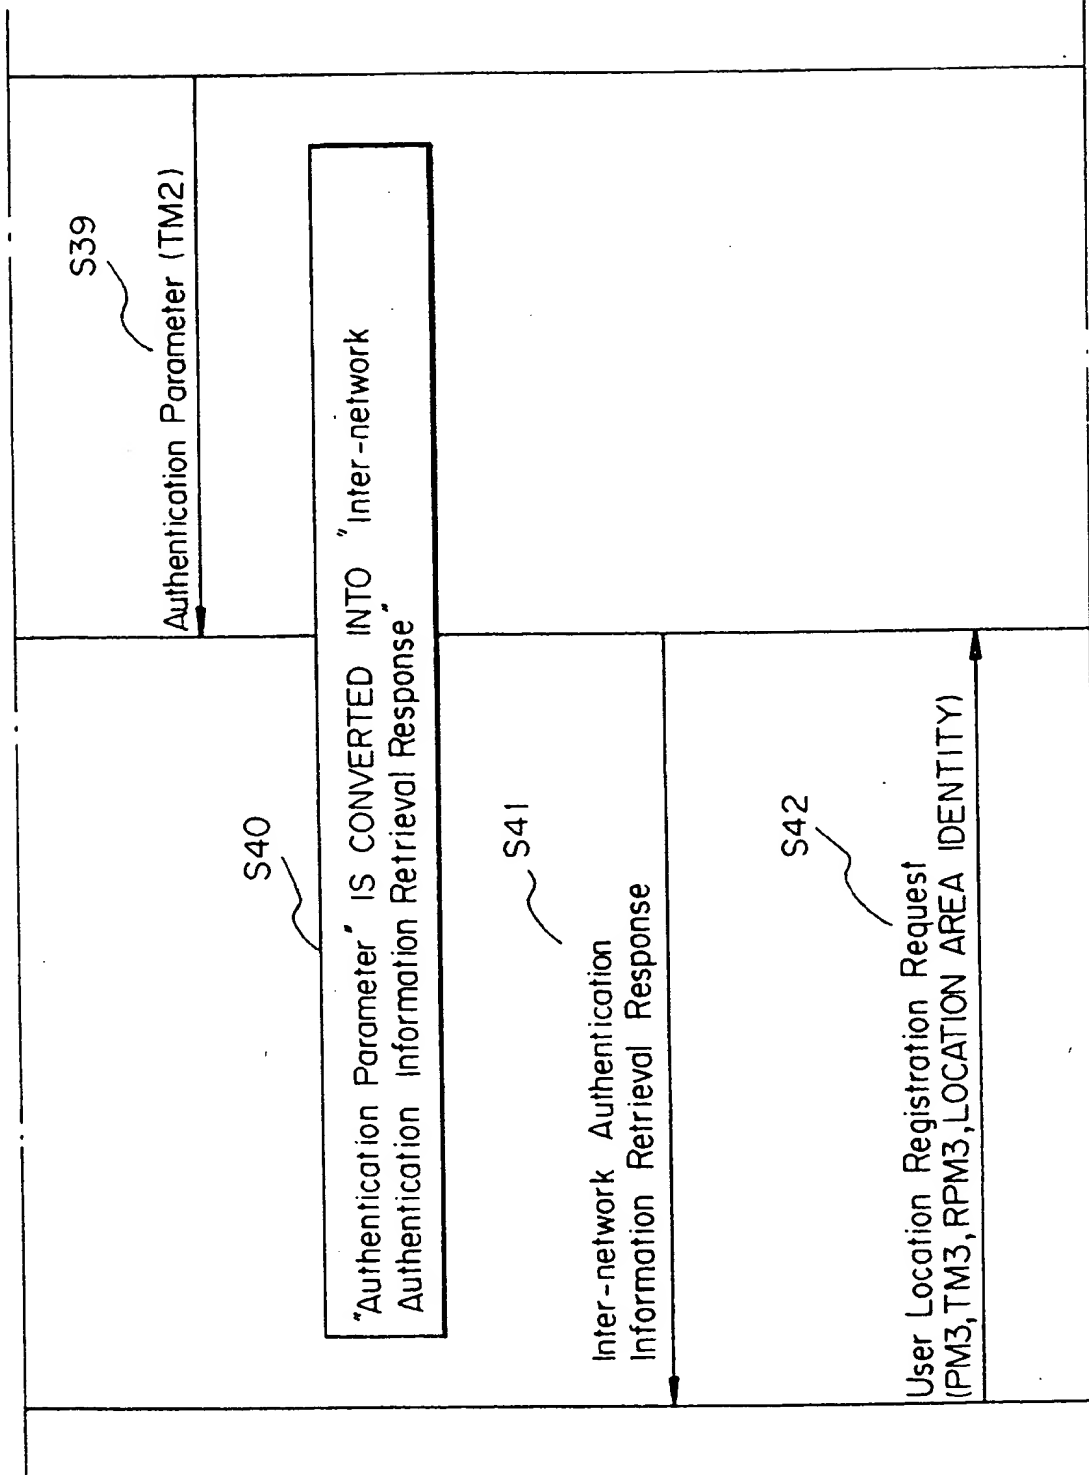 S39
Authentication Parameter (TM2)
S40
"Authentication Parameter" IS CONVERTED INTO "Inter-network
Authentication Information Retrieval Response"
S41
Inter-network Authentication
Information Retrieval Response
S42
User Location Registration Request
(PM3,TM3,RPM3,LOCATION AREA IDENTITY)